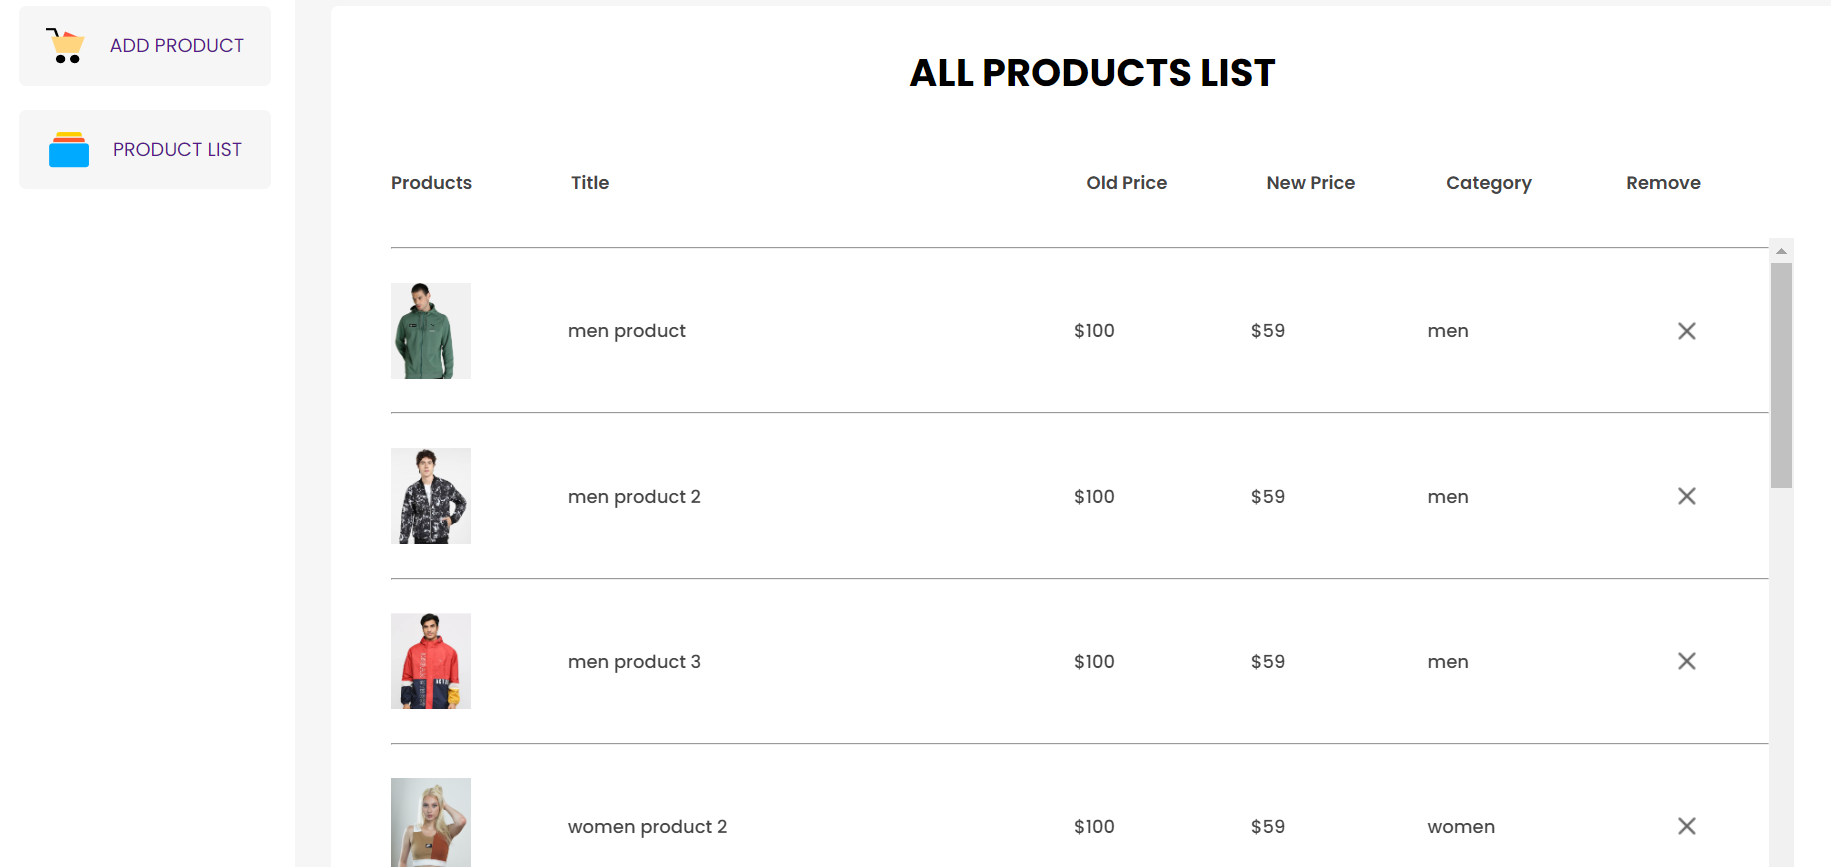 ADD PRODUCT
PRODUCT LIST
ALL PRODUCTS LIST
Products Title Old Price New Price Category Remove
men product $100 $59 men
men product 2 $100 $59 men
men product 3 $100 $59 men
women product 2 $100 $59 women